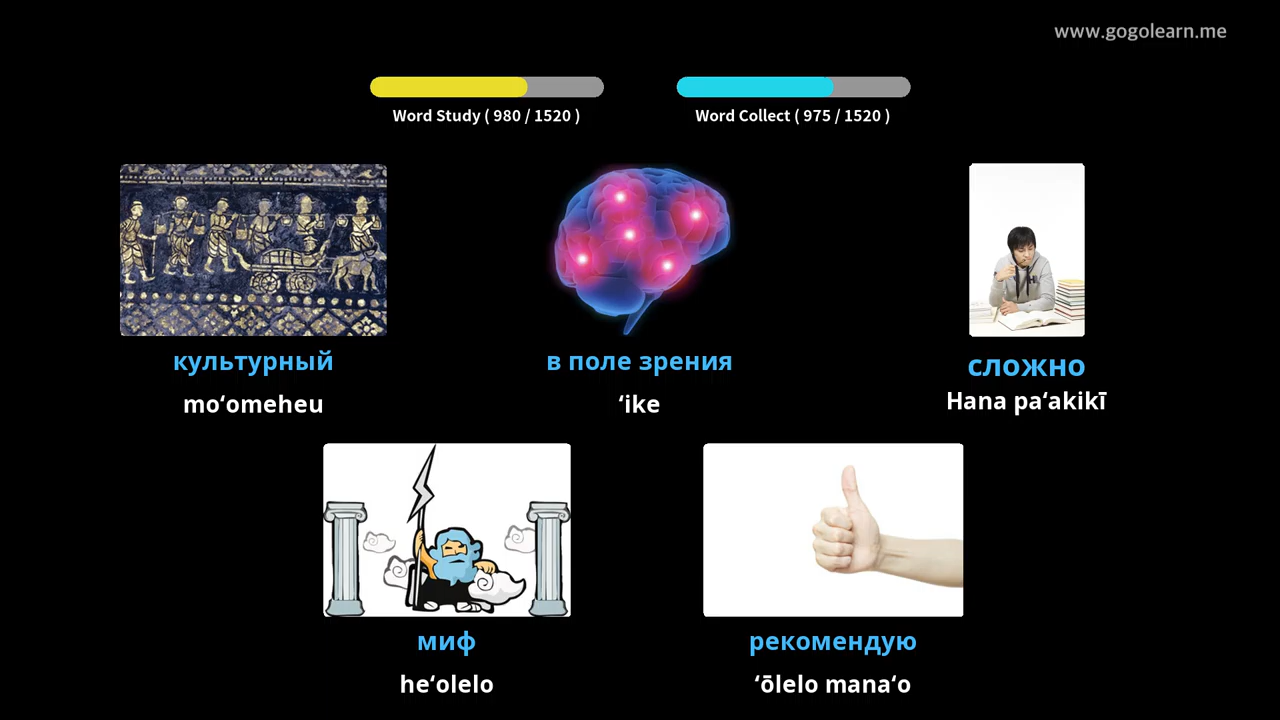 www.gogolearn.me
Word Study ( 980 / 1520 )
Word Collect ( 975 / 1520 )
культурный
moʻomeheu
в поле зрения
ʻike
сложно
Hana paʻakikī
миф
heʻolelo
рекомендую
ʻōlelo manaʻo